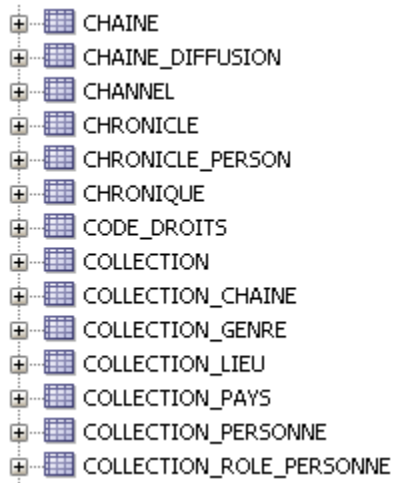 CHAINE
CHAINE_DIFFUSION
CHANNEL
CHRONICLE
CHRONICLE_PERSON
CHRONIQUE
CODE_DROITS
COLLECTION
COLLECTION_CHAINE
COLLECTION_GENRE
COLLECTION_LIEU
COLLECTION_PAYS
COLLECTION_PERSONNE
COLLECTION_ROLE_PERSONNE